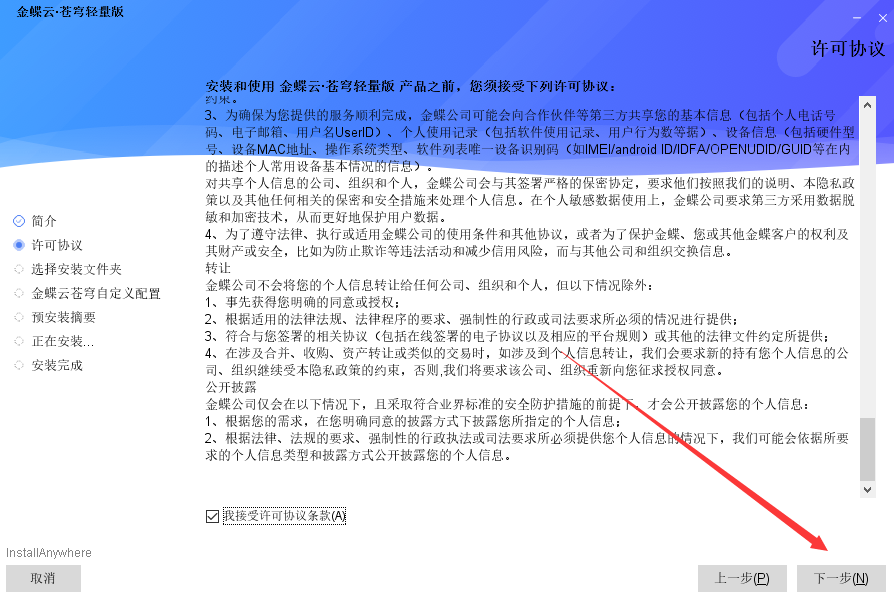 金蝶云·苍穹轻量版
许可协议
安装和使用 金蝶云·苍穹轻量版 产品之前，您须接受下列许可协议：
约束。
3、为确保为您提供的服务顺利完成，金蝶公司可能会向合作伙伴等第三方共享您的基本信息（包括个人电话号
码、电子邮箱、用户名UserID）、个人使用记录（包括软件使用记录、用户行为数等据）、设备信息（包括硬件型
号、设备MAC地址、操作系统类型、软件列表唯一设备识别码（如IMEI/android ID/IDFA/OPENUDID/GUID等在内
的描述个人常用设备基本情况的信息）。
对共享个人信息的公司、组织和个人，金蝶公司会与其签署严格的保密协定，要求他们按照我们的说明、本隐私政
策以及其他任何相关的保密和安全措施来处理个人信息。在个人敏感数据使用上，金蝶公司要求第三方采用数据脱
敏和加密技术，从而更好地保护用户数据。
4、为了遵守法律、执行或适用金蝶公司的使用条件和其他协议，或者为了保护金蝶、您或其他金蝶客户的权利及
其财产或安全，比如为防止欺诈等违法活动和减少信用风险，而与其他公司和组织交换信息。
转让
金蝶公司不会将您的个人信息转让给任何公司、组织和个人，但以下情况除外：
1、事先获得您明确的同意或授权；
2、根据适用的法律法规、法律程序的要求、强制性的行政或司法要求所必须的情况进行提供；
3、符合与您签署的相关协议（包括在线签署的电子协议以及相应的平台规则）或其他的法律文件约定所提供；
4、在涉及合并、收购、资产转让或类似的交易时，如涉及到个人信息转让，我们会要求新的持有您个人信息的公
司、组织继续受本隐私政策的约束，否则,我们将要求该公司、组织重新向您征求授权同意。
公开披露
金蝶公司仅会在以下情况下，且采取符合业界标准的安全防护措施的前提下，才会公开披露您的个人信息：
1、根据您的需求，在您明确同意的披露方式下披露您所指定的个人信息；
2、根据法律、法规的要求、强制性的行政执法或司法要求所必须提供您个人信息的情况下，我们可能会依据所要
求的个人信息类型和披露方式公开披露您的个人信息。
简介
许可协议
选择安装文件夹
金蝶云苍穹自定义配置
预安装摘要
正在安装...
安装完成
我接受许可协议条款(A)
InstallAnywhere
取消
上一步(P)
下一步(N)